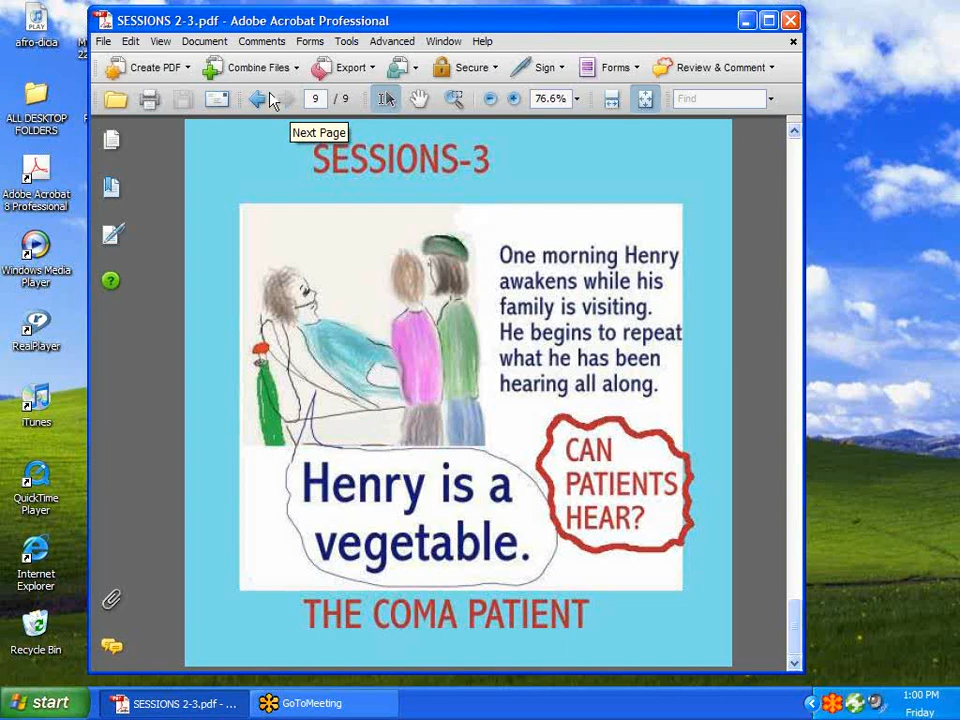 SESSIONS 2-3.pdf - Adobe Acrobat Professional
File Edit View Document Comments Forms Tools Advanced Window Help
Create PDF Combine Files Export Secure Sign Forms Review & Comment
9 / 9 76.6% Find
Next Page
SESSIONS-3
One morning Henry
awakens while his
family is visiting.
He begins to repeat
what he has been
hearing all along.
CAN
PATIENTS
HEAR?
Henry is a
vegetable.
THE COMA PATIENT
PLAY
afro-dicia
ALL DESKTOP
FOLDERS
Adobe Acrobat
8 Professional
Windows Media
Player
RealPlayer
iTunes
QuickTime
Player
Internet
Explorer
Recycle Bin
start
SESSIONS 2-3.pdf - ...
GoToMeeting
1:00 PM
Friday